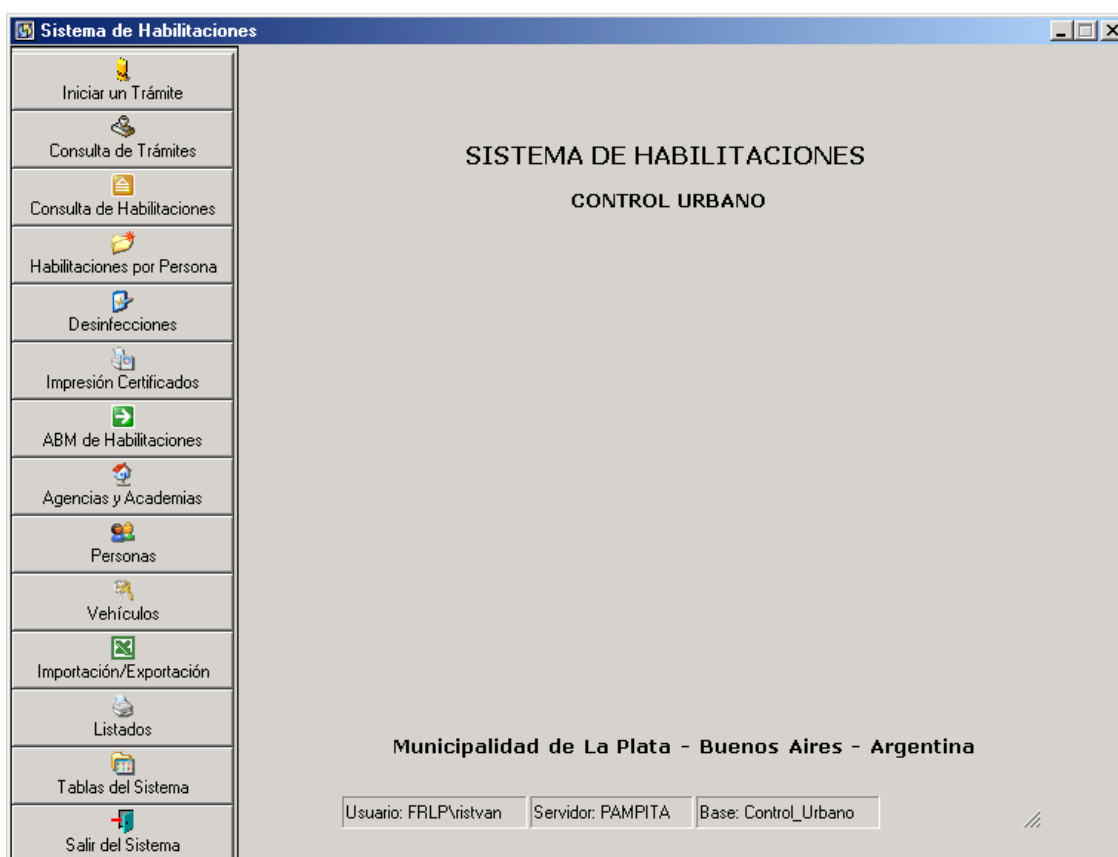 Sistema de Habilitaciones
Iniciar un Trámite
Consulta de Trámites
Consulta de Habilitaciones
Habilitaciones por Persona
Desinfecciones
Impresión Certificados
ABM de Habilitaciones
Agencias y Academias
Personas
Vehículos
Importación/Exportación
Listados
Tablas del Sistema
Salir del Sistema
SISTEMA DE HABILITACIONES
CONTROL URBANO
Municipalidad de La Plata - Buenos Aires - Argentina
Usuario: FRLP\ristvan Servidor: PAMPITA Base: Control_Urbano